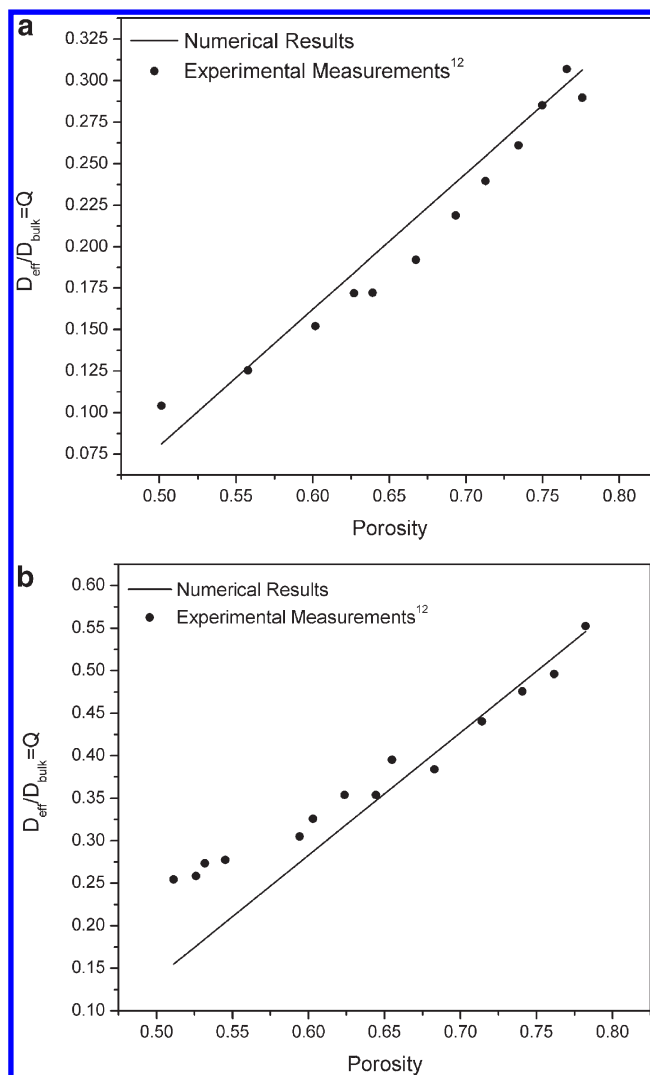 a
Numerical Results
Experimental Measurements12
0.325
0.300
0.275
0.250
0.225
0.200
0.175
0.150
0.125
0.100
0.075
Deff/Dbulk=Q
0.50 0.55 0.60 0.65 0.70 0.75 0.80
Porosity
b
Numerical Results
Experimental Measurements12
0.60
0.55
0.50
0.45
0.40
0.35
0.30
0.25
0.20
0.15
0.10
Deff/Dbulk=Q
0.50 0.55 0.60 0.65 0.70 0.75 0.80
Porosity